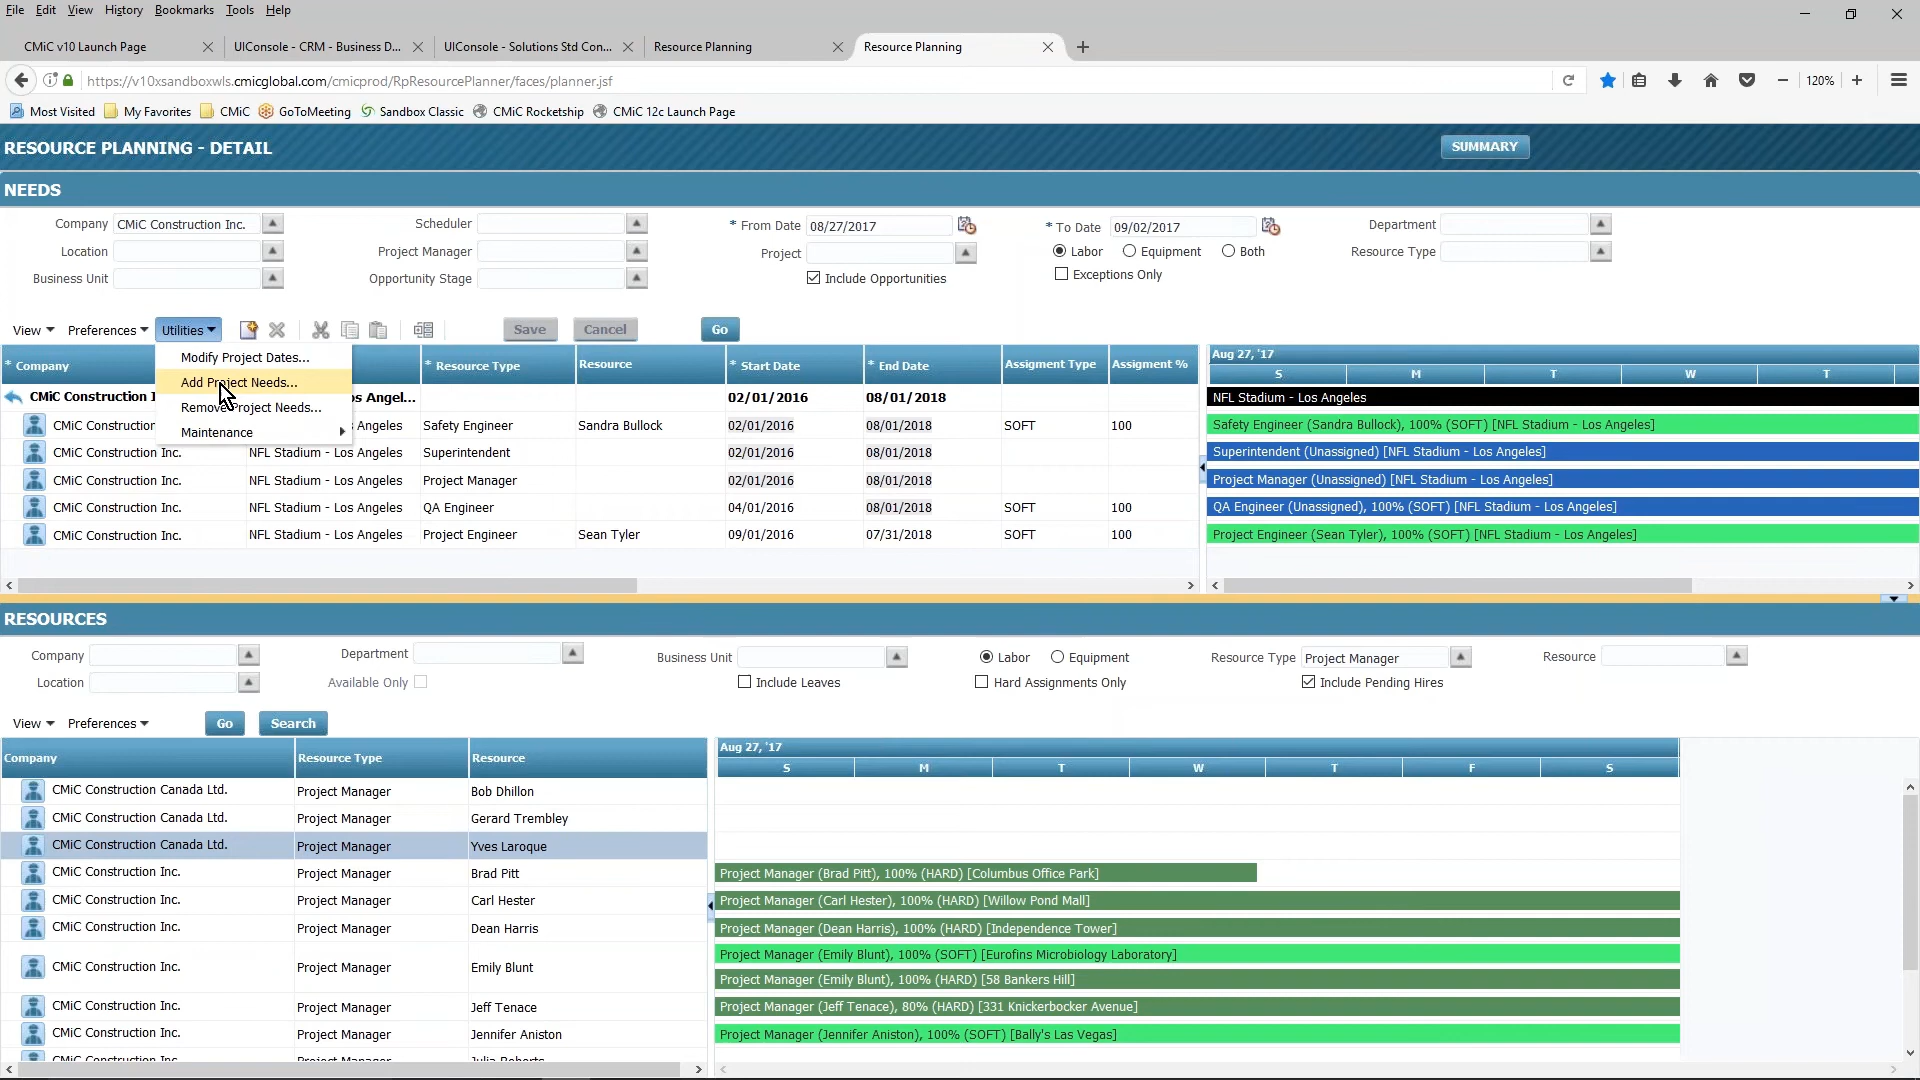 File Edit View History Bookmarks Tools Help
CMiC v10 Launch Page UIConsole - CRM - Business D... UIConsole - Solutions Std Con... Resource Planning Resource Planning
https://v10xsandboxwls.cmicglobal.com/cmicprod/RpResourcePlanner/faces/planner.jsf 120%
Most Visited My Favorites CMiC GoToMeeting Sandbox Classic CMiC Rocketship CMiC 12c Launch Page
RESOURCE PLANNING - DETAIL SUMMARY
NEEDS
Company CMiC Construction Inc. Scheduler * From Date 08/27/2017 * To Date 09/02/2017 Department
Location Project Manager Project Labor Equipment Both Resource Type
Business Unit Opportunity Stage Include Opportunities Exceptions Only
View Preferences Utilities Save Cancel Go
Modify Project Dates...
Add Project Needs...
Remove Project Needs...
Maintenance
* Company * Resource Type Resource * Start Date * End Date Assigment Type Assigment % Aug 27, '17
S M T W T
CMiC Construction I os Angel... 02/01/2016 08/01/2018 NFL Stadium - Los Angeles
CMiC Construction Angeles Safety Engineer Sandra Bullock 02/01/2016 08/01/2018 SOFT 100 Safety Engineer (Sandra Bullock), 100% (SOFT) [NFL Stadium - Los Angeles]
CMiC Construction Inc. NFL Stadium - Los Angeles Superintendent 02/01/2016 08/01/2018 Superintendent (Unassigned) [NFL Stadium - Los Angeles]
CMiC Construction Inc. NFL Stadium - Los Angeles Project Manager 02/01/2016 08/01/2018 Project Manager (Unassigned) [NFL Stadium - Los Angeles]
CMiC Construction Inc. NFL Stadium - Los Angeles QA Engineer 04/01/2016 08/01/2018 SOFT 100 QA Engineer (Unassigned), 100% (SOFT) [NFL Stadium - Los Angeles]
CMiC Construction Inc. NFL Stadium - Los Angeles Project Engineer Sean Tyler 09/01/2016 07/31/2018 SOFT 100 Project Engineer (Sean Tyler), 100% (SOFT) [NFL Stadium - Los Angeles]
RESOURCES
Company Department Business Unit Labor Equipment Resource Type Project Manager Resource
Location Available Only Include Leaves Hard Assignments Only Include Pending Hires
View Preferences Go Search
Company Resource Type Resource Aug 27, '17
S M T W T F S
CMiC Construction Canada Ltd. Project Manager Bob Dhillon
CMiC Construction Canada Ltd. Project Manager Gerard Trembley
CMiC Construction Canada Ltd. Project Manager Yves Laroque
CMiC Construction Inc. Project Manager Brad Pitt Project Manager (Brad Pitt), 100% (HARD) [Columbus Office Park]
CMiC Construction Inc. Project Manager Carl Hester Project Manager (Carl Hester), 100% (HARD) [Willow Pond Mall]
CMiC Construction Inc. Project Manager Dean Harris Project Manager (Dean Harris), 100% (HARD) [Independence Tower]
CMiC Construction Inc. Project Manager Emily Blunt Project Manager (Emily Blunt), 100% (SOFT) [Eurofins Microbiology Laboratory]
Project Manager (Emily Blunt), 100% (HARD) [58 Bankers Hill]
CMiC Construction Inc. Project Manager Jeff Tenace Project Manager (Jeff Tenace), 80% (HARD) [331 Knickerbocker Avenue]
CMiC Construction Inc. Project Manager Jennifer Aniston Project Manager (Jennifer Aniston), 100% (SOFT) [Bally's Las Vegas]
CMiC Construction Inc. Project Manager Julia Roberts